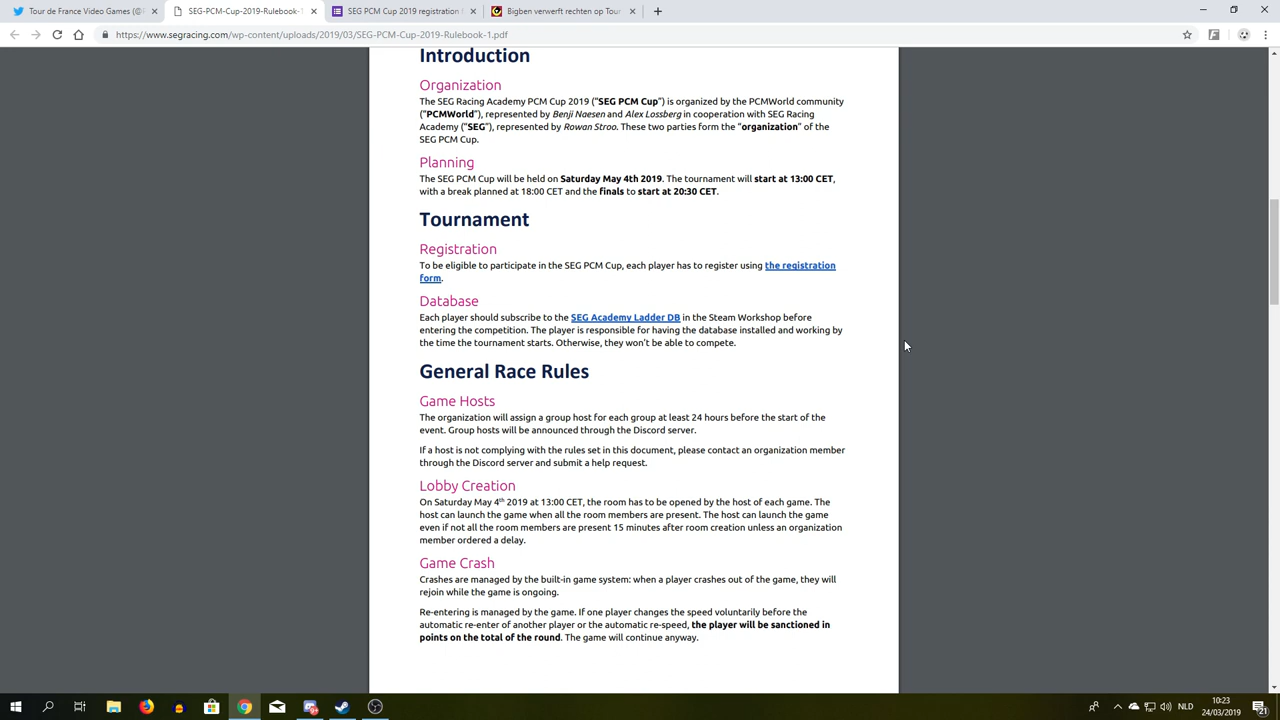 Tour de France Video Games (@
SEG-PCM-Cup-2019-Rulebook-1.
SEG PCM Cup 2019 registration
Bigben verwerft rechten op Tour
https://www.segracing.com/wp-content/uploads/2019/03/SEG-PCM-Cup-2019-Rulebook-1.pdf
Introduction
Organization
The SEG Racing Academy PCM Cup 2019 ("SEG PCM Cup") is organized by the PCMWorld community
("PCMWorld"), represented by Benji Naesen and Alex Lossberg in cooperation with SEG Racing
Academy ("SEG"), represented by Rowan Stroo. These two parties form the "organization" of the
SEG PCM Cup.
Planning
The SEG PCM Cup will be held on Saturday May 4th 2019. The tournament will start at 13:00 CET,
with a break planned at 18:00 CET and the finals to start at 20:30 CET.
Tournament
Registration
To be eligible to participate in the SEG PCM Cup, each player has to register using the registration
form.
Database
Each player should subscribe to the SEG Academy Ladder DB in the Steam Workshop before
entering the competition. The player is responsible for having the database installed and working by
the time the tournament starts. Otherwise, they won't be able to compete.
General Race Rules
Game Hosts
The organization will assign a group host for each group at least 24 hours before the start of the
event. Group hosts will be announced through the Discord server.
If a host is not complying with the rules set in this document, please contact an organization member
through the Discord server and submit a help request.
Lobby Creation
On Saturday May 4th 2019 at 13:00 CET, the room has to be opened by the host of each game. The
host can launch the game when all the room members are present. The host can launch the game
even if not all the room members are present 15 minutes after room creation unless an organization
member ordered a delay.
Game Crash
Crashes are managed by the built-in game system: when a player crashes out of the game, they will
rejoin while the game is ongoing.
Re-entering is managed by the game. If one player changes the speed voluntarily before the
automatic re-enter of another player or the automatic re-speed, the player will be sanctioned in
points on the total of the round. The game will continue anyway.
NLD
10:23
24/03/2019
21